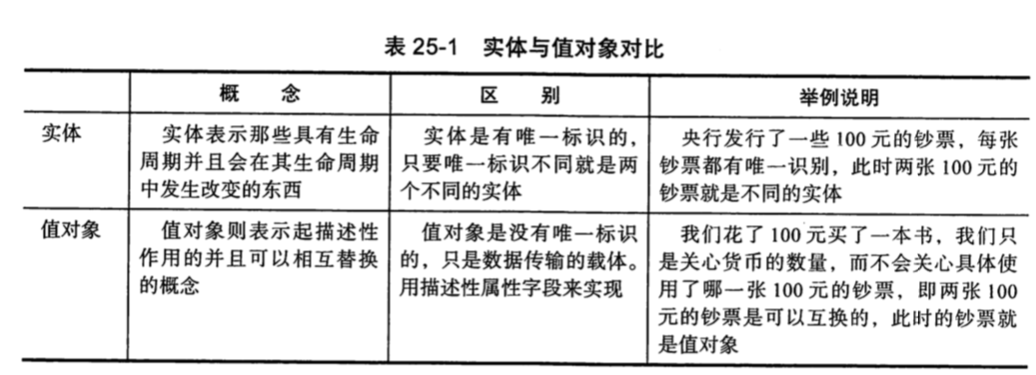 表 25-1 实体与值对象对比
概 念
区 别
举例说明
实体
实体表示那些具有生命
周期并且会在其生命周期
中发生改变的东西
实体是有唯一标识的，
只要唯一标识不同就是两
个不同的实体
央行发行了一些 100 元的钞票，每张
钞票都有唯一识别，此时两张 100 元的
钞票就是不同的实体
值对象
值对象则表示起描述性
作用的并且可以相互替换
的概念
值对象是没有唯一标识
的，只是数据传输的载体。
用描述性属性字段来实现
我们花了 100 元买了一本书，我们只
是关心货币的数量，而不会关心具体使
用了哪一张 100 元的钞票，即两张 100
元的钞票是可以互换的，此时的钞票就
是值对象